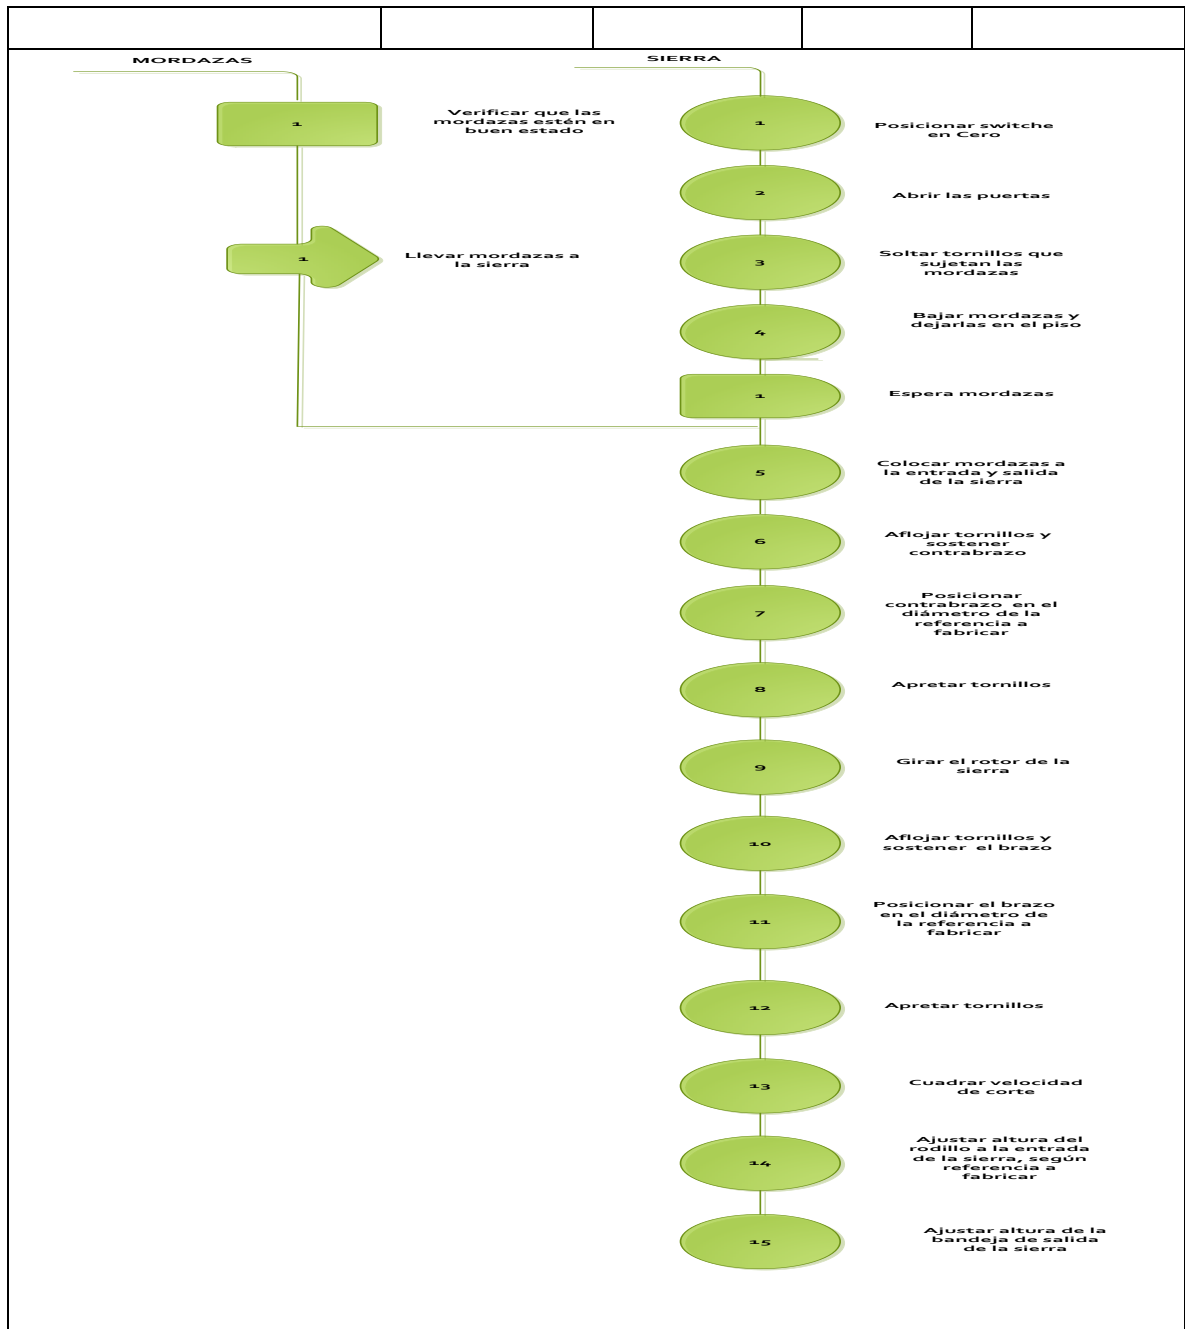 MORDAZAS
SIERRA
1
Verificar que las
mordazas estén en
buen estado
1
Posicionar switche
en Cero
2
Abrir las puertas
1
Llevar mordazas a
la sierra
3
Soltar tornillos que
sujetan las
mordazas
4
Bajar mordazas y
dejarlas en el piso
1
Espera mordazas
5
Colocar mordazas a
la entrada y salida
de la sierra
6
Aflojar tornillos y
sostener
contrabrazo
7
Posicionar
contrabrazo en el
diámetro de la
referencia a
fabricar
8
Apretar tornillos
9
Girar el rotor de la
sierra
10
Aflojar tornillos y
sostener el brazo
11
Posicionar el brazo
en el diámetro de
la referencia a
fabricar
12
Apretar tornillos
13
Cuadrar velocidad
de corte
14
Ajustar altura del
rodillo a la entrada
de la sierra, según
referencia a
fabricar
15
Ajustar altura de la
bandeja de salida
de la sierra